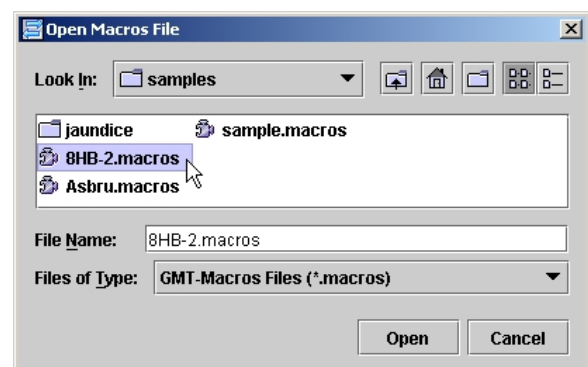 Open Macros File
Look In: samples
jaundice sample.macros
8HB-2.macros
Asbru.macros
File Name: 8HB-2.macros
Files of Type: GMT-Macros Files (*.macros)
Open Cancel